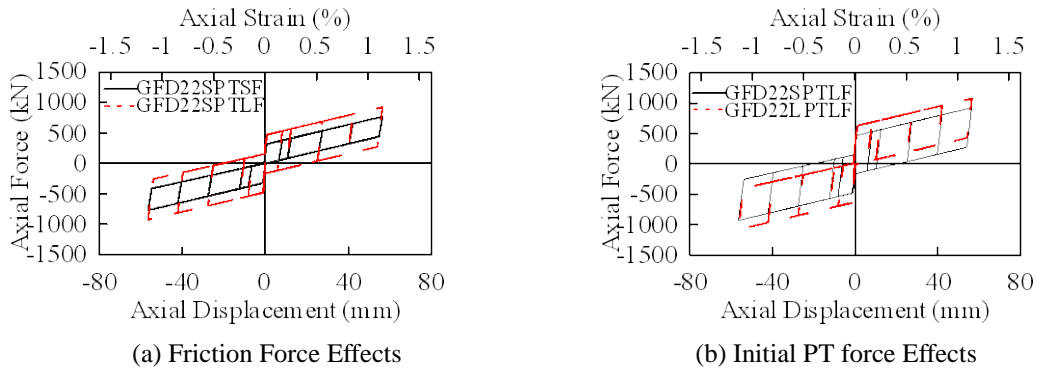 Axial Strain (%)
-1.5 -1 -0.5 0 0.5 1 1.5
1500
1000
500
0
-500
-1000
-1500
Axial Force (kN)
GFD22SPTSF
GFD22SPTLF
-80 -40 0 40 80
Axial Displacement (mm)
(a) Friction Force Effects
Axial Strain (%)
-1.5 -1 -0.5 0 0.5 1 1.5
1500
1000
500
0
-500
-1000
-1500
Axial Force (kN)
GFD22SPTLF
GFD22LPTLF
-80 -40 0 40 80
Axial Displacement (mm)
(b) Initial PT force Effects